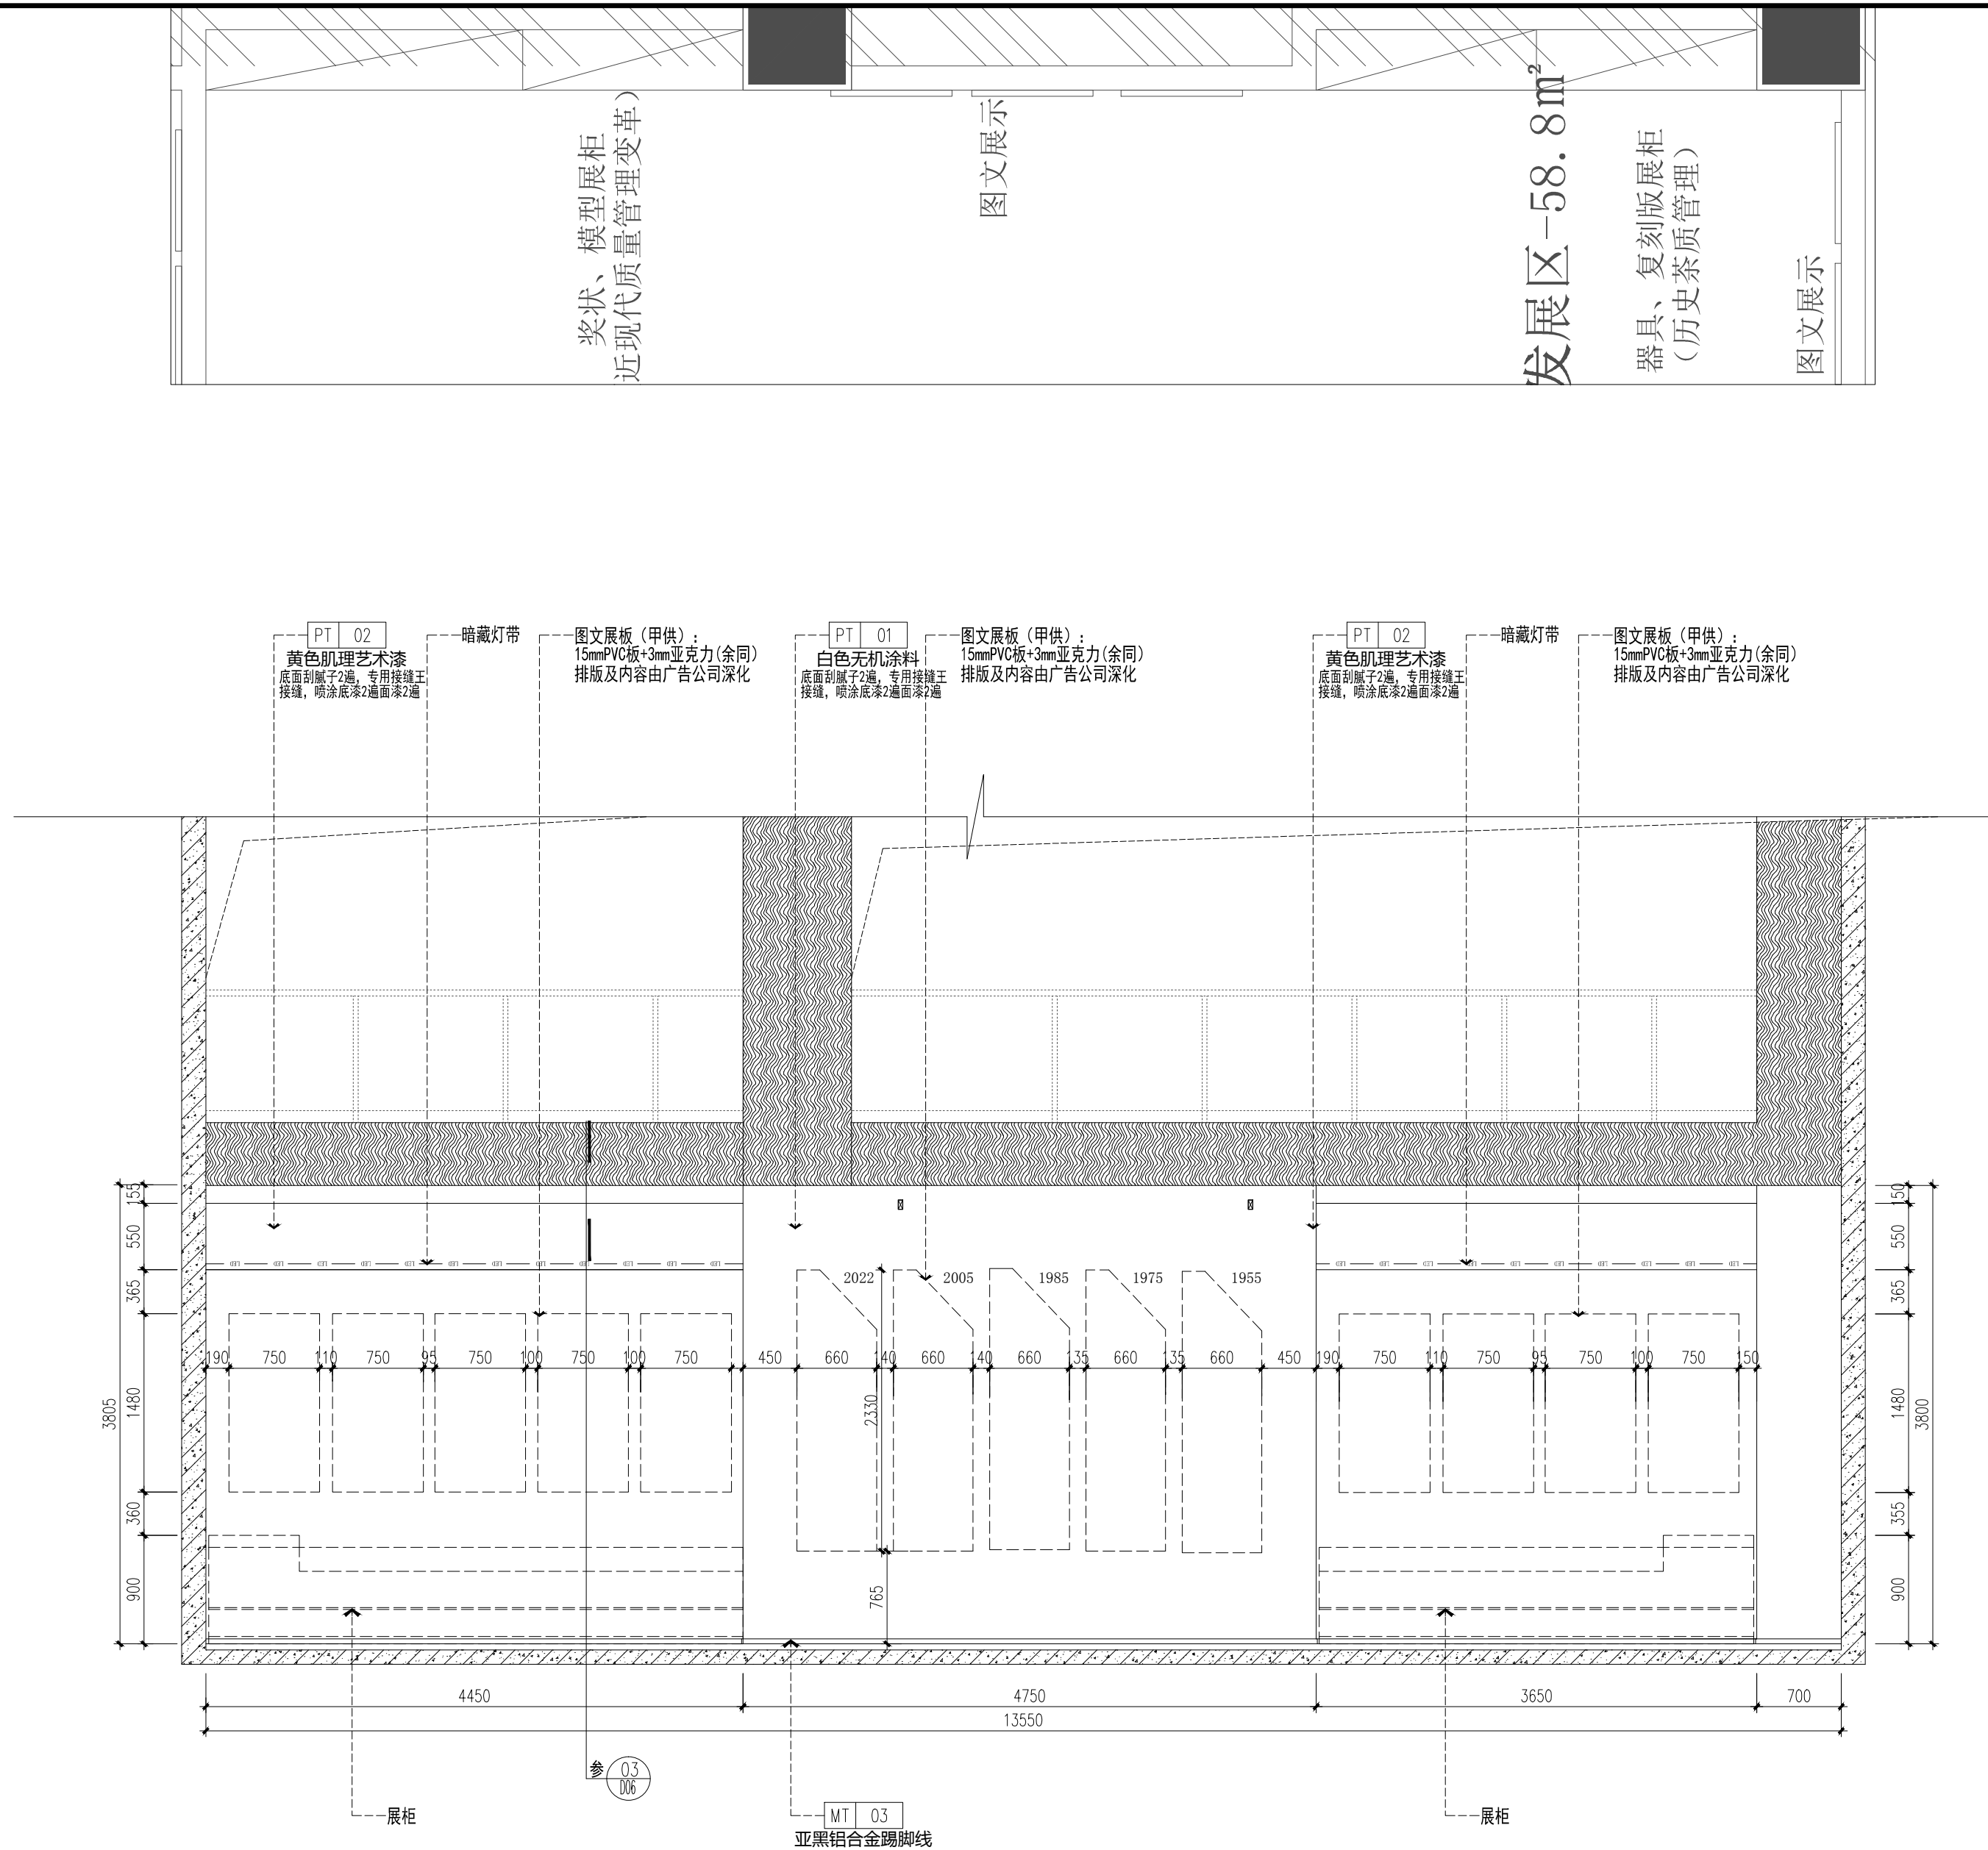 奖状、模型展柜
近现代质量管理变革）
图文展示
发展区-58.8m²
器具、复刻版展柜
（历史茶质管理）
图文展示
PT 02
黄色肌理艺术漆
底面刮腻子2遍，专用接缝王
接缝，喷涂底漆2遍面漆2遍
暗藏灯带
图文展板（甲供）：
15mmPVC板+3mm亚克力(余同)
排版及内容由广告公司深化
PT 01
白色无机涂料
底面刮腻子2遍，专用接缝王
接缝，喷涂底漆2遍面漆2遍
图文展板（甲供）：
15mmPVC板+3mm亚克力(余同)
排版及内容由广告公司深化
PT 02
黄色肌理艺术漆
底面刮腻子2遍，专用接缝王
接缝，喷涂底漆2遍面漆2遍
暗藏灯带
图文展板（甲供）：
15mmPVC板+3mm亚克力(余同)
排版及内容由广告公司深化
155
550
365
1480
360
900
3805
2022
2005
1985
1975
1955
190 750 110 750 95 750 100 750 100 750 450 660 140 660 140 660 135 660 135 660 450 190 750 110 750 95 750 100 750 150
2330
765
150
550
365
1480
355
900
3800
4450 4750 3650 700
13550
参 03
D06
展柜
MT 03
亚黑铝合金踢脚线
展柜